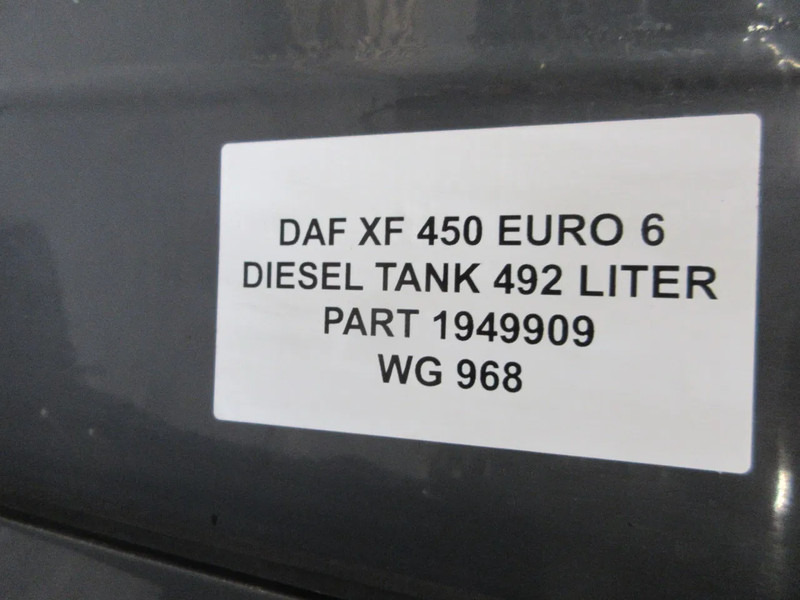 DAF XF 450 EURO 6
DIESEL TANK 492 LITER
PART 1949909
WG 968